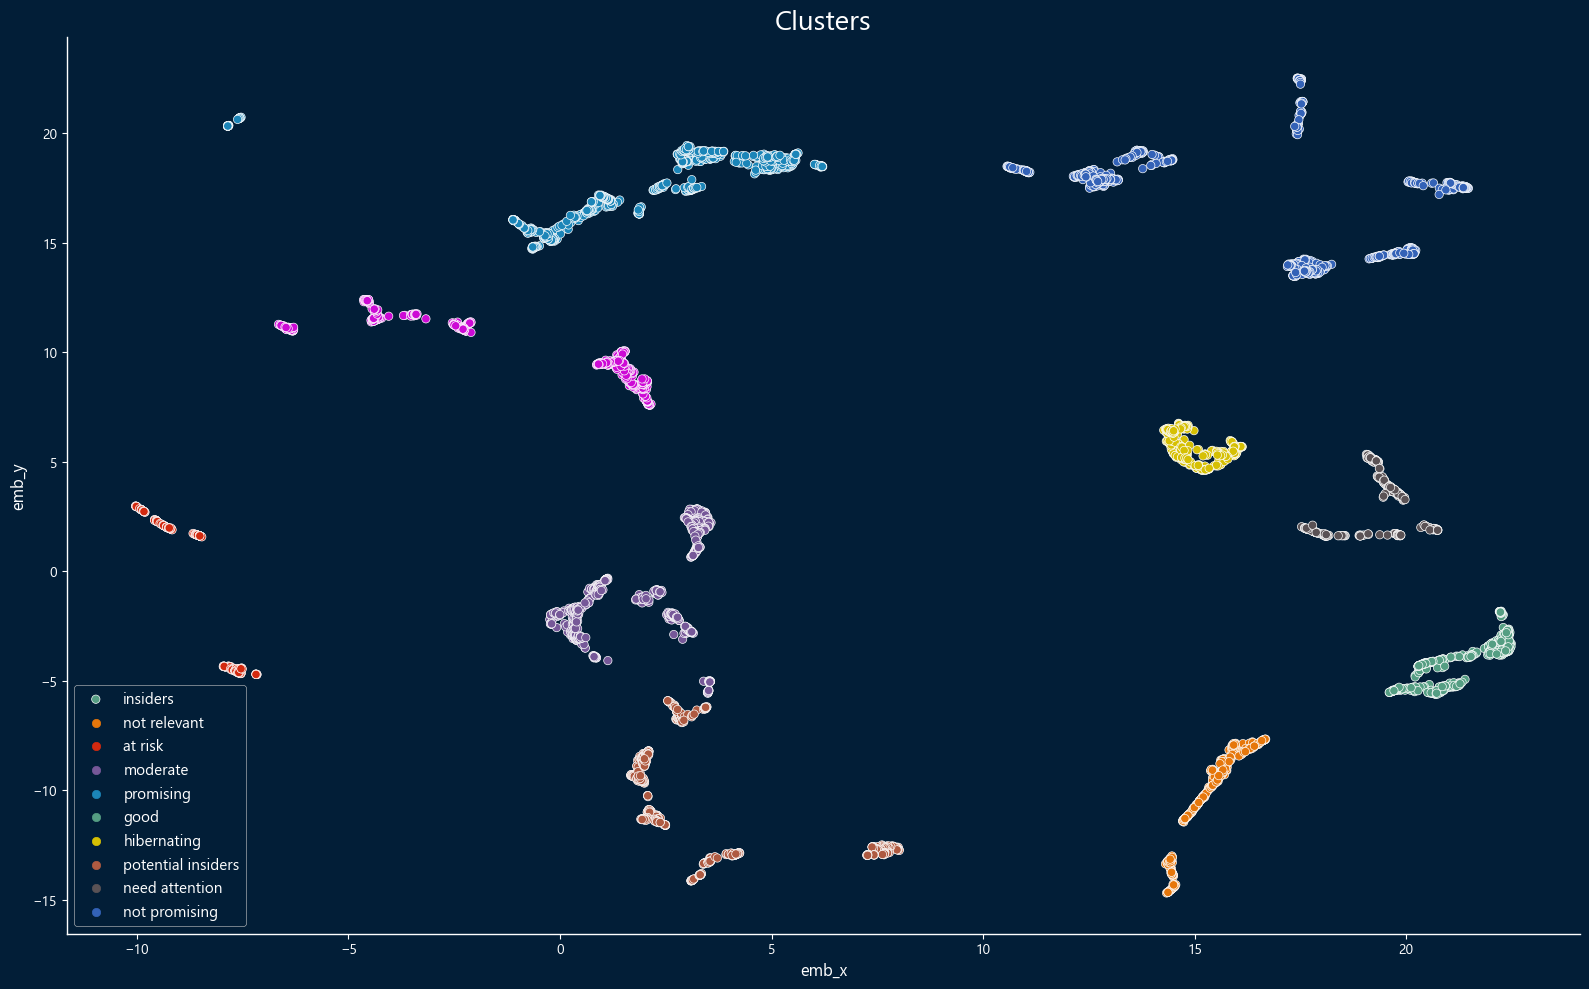 Clusters
emb_y
20
15
10
5
0
−5
−10
−15
insiders
not relevant
at risk
moderate
promising
good
hibernating
potential insiders
need attention
not promising
−10 −5 0 5 10 15 20
emb_x